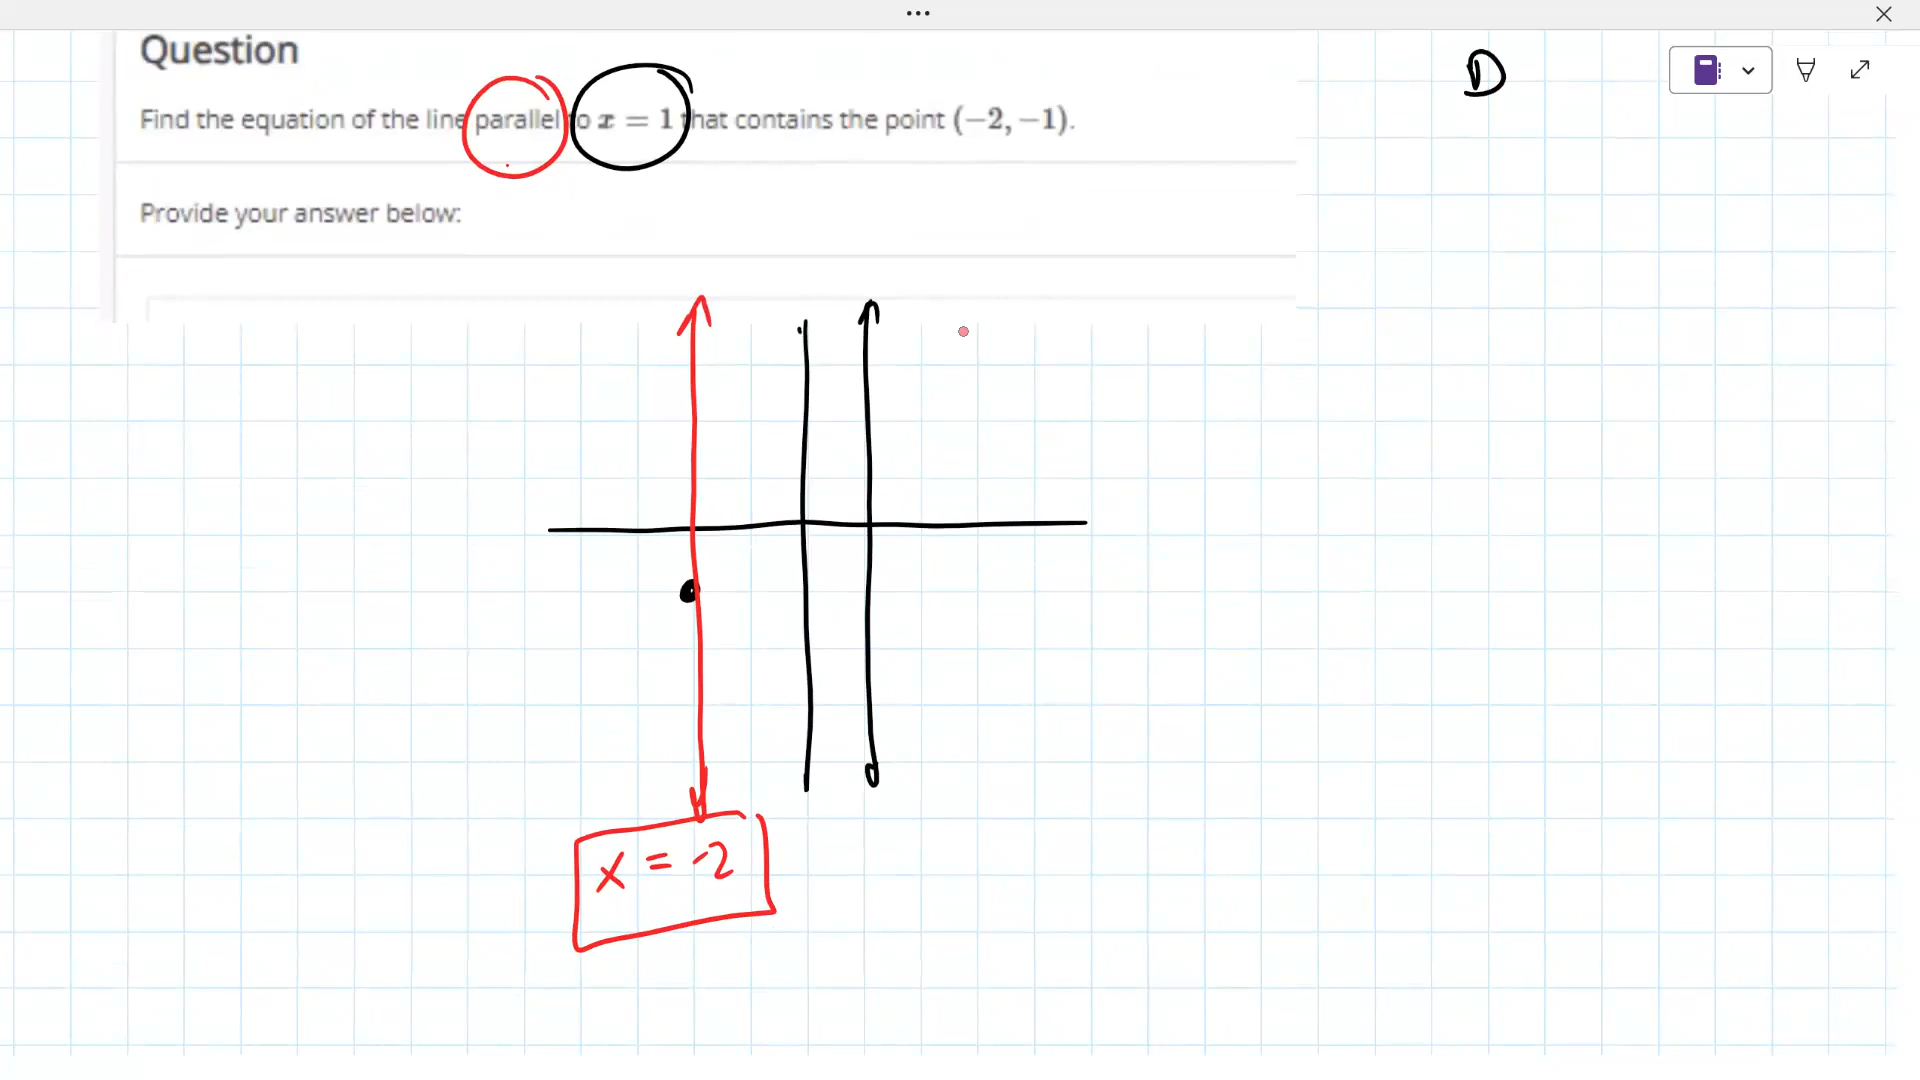 Question
D
Find the equation of the line parallel to x = 1 that contains the point (−2, −1).
Provide your answer below:
x = -2